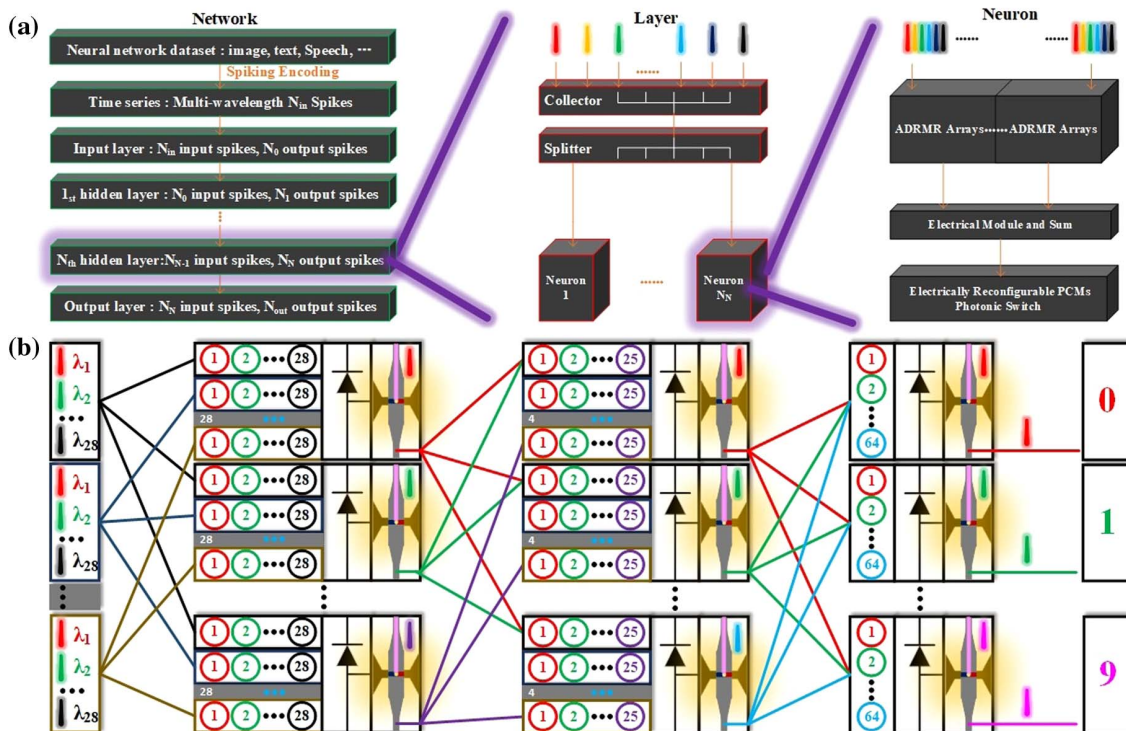 (a)
Network
Neural network dataset : image, text, Speech, ···
Spiking Encoding
Time series : Multi-wavelength Nin Spikes
Input layer : Nin input spikes, N0 output spikes
1st hidden layer : N0 input spikes, N1 output spikes
Nth hidden layer:NN-1 input spikes, NN output spikes
Output layer : NN input spikes, Nout output spikes
Layer
······
Collector
Splitter
Neuron
1
······
Neuron
NN
Neuron
······ ······
ADRMR Arrays······ ADRMR Arrays
Electrical Module and Sum
Electrically Reconfigurable PCMs
Photonic Switch
(b)
λ1
λ2
•••
λ28
λ1
λ2
•••
λ28
λ1
λ2
•••
λ28
1 2 ••• 28
1 2 ••• 28
28 •••
1 2 ••• 28
1 2 ••• 28
1 2 ••• 28
28 •••
1 2 ••• 28
1 2 ••• 28
1 2 ••• 28
28 •••
1 2 ••• 28
1 2 ••• 25
1 2 ••• 25
4 •••
1 2 ••• 25
1 2 ••• 25
1 2 ••• 25
4 •••
1 2 ••• 25
1 2 ••• 25
1 2 ••• 25
4 •••
1 2 ••• 25
1
2
64
1
2
64
1
2
64
0
1
9